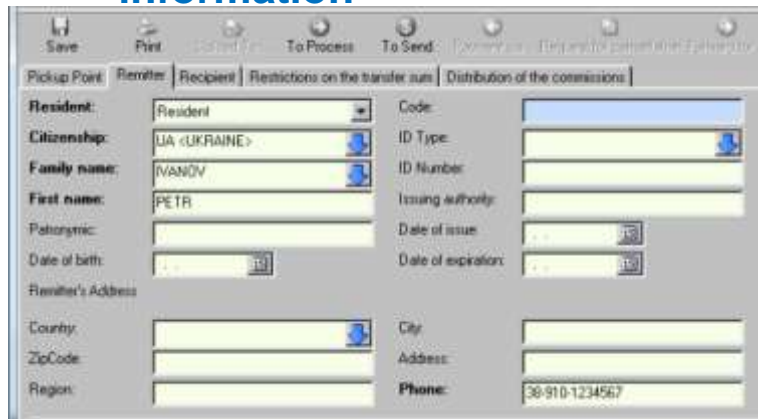 Information
Save Print To Process To Send
Pickup Point Remitter Recipient Restrictions on the transfer sum Distribution of the commissions
Resident: Resident Code:
Citizenship: UA <UKRAINE> ID Type:
Family name: IVANOV ID Number:
First name: PETR Issuing authority:
Patronymic: Date of issue:
Date of birth: . . Date of expiration: . .
Remitter's Address
Country: City:
ZipCode: Address:
Region: Phone: 38-910-1234567